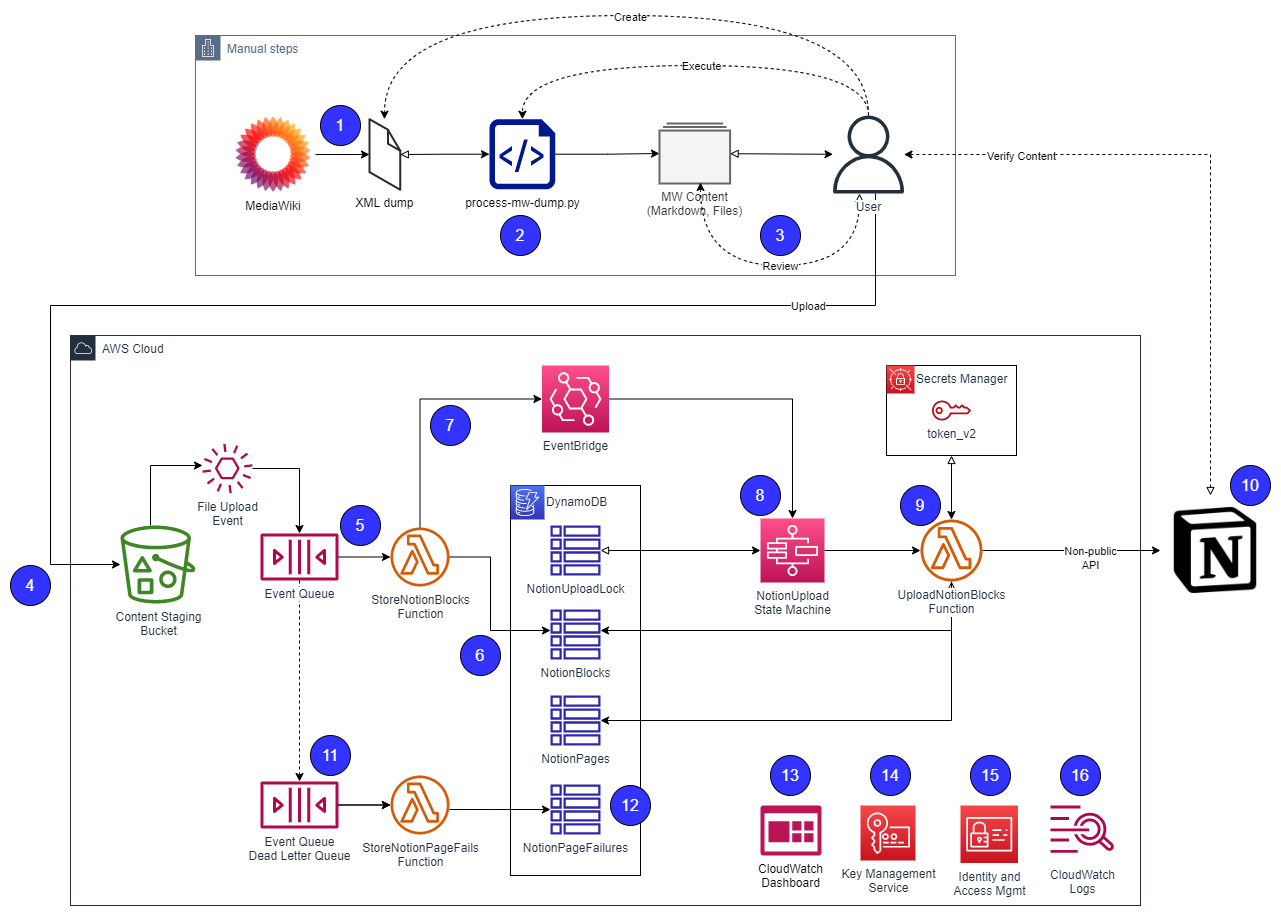 Create
Manual steps
Execute
1
MediaWiki
XML dump
</>
process-mw-dump.py
2
MW Content
(Markdown, Files)
3
Review
User
Verify Content
Upload
AWS Cloud
4
Content Staging
Bucket
File Upload
Event
Event Queue
5
StoreNotionBlocks
Function
6
7
EventBridge
DynamoDB
NotionUploadLock
NotionBlocks
NotionPages
NotionPageFailures
8
NotionUpload
State Machine
Secrets Manager
token_v2
9
UploadNotionBlocks
Function
Non-public
API
10
N
11
Event Queue
Dead Letter Queue
StoreNotionPageFails
Function
12
13
CloudWatch
Dashboard
14
Key Management
Service
15
Identity and
Access Mgmt
16
CloudWatch
Logs